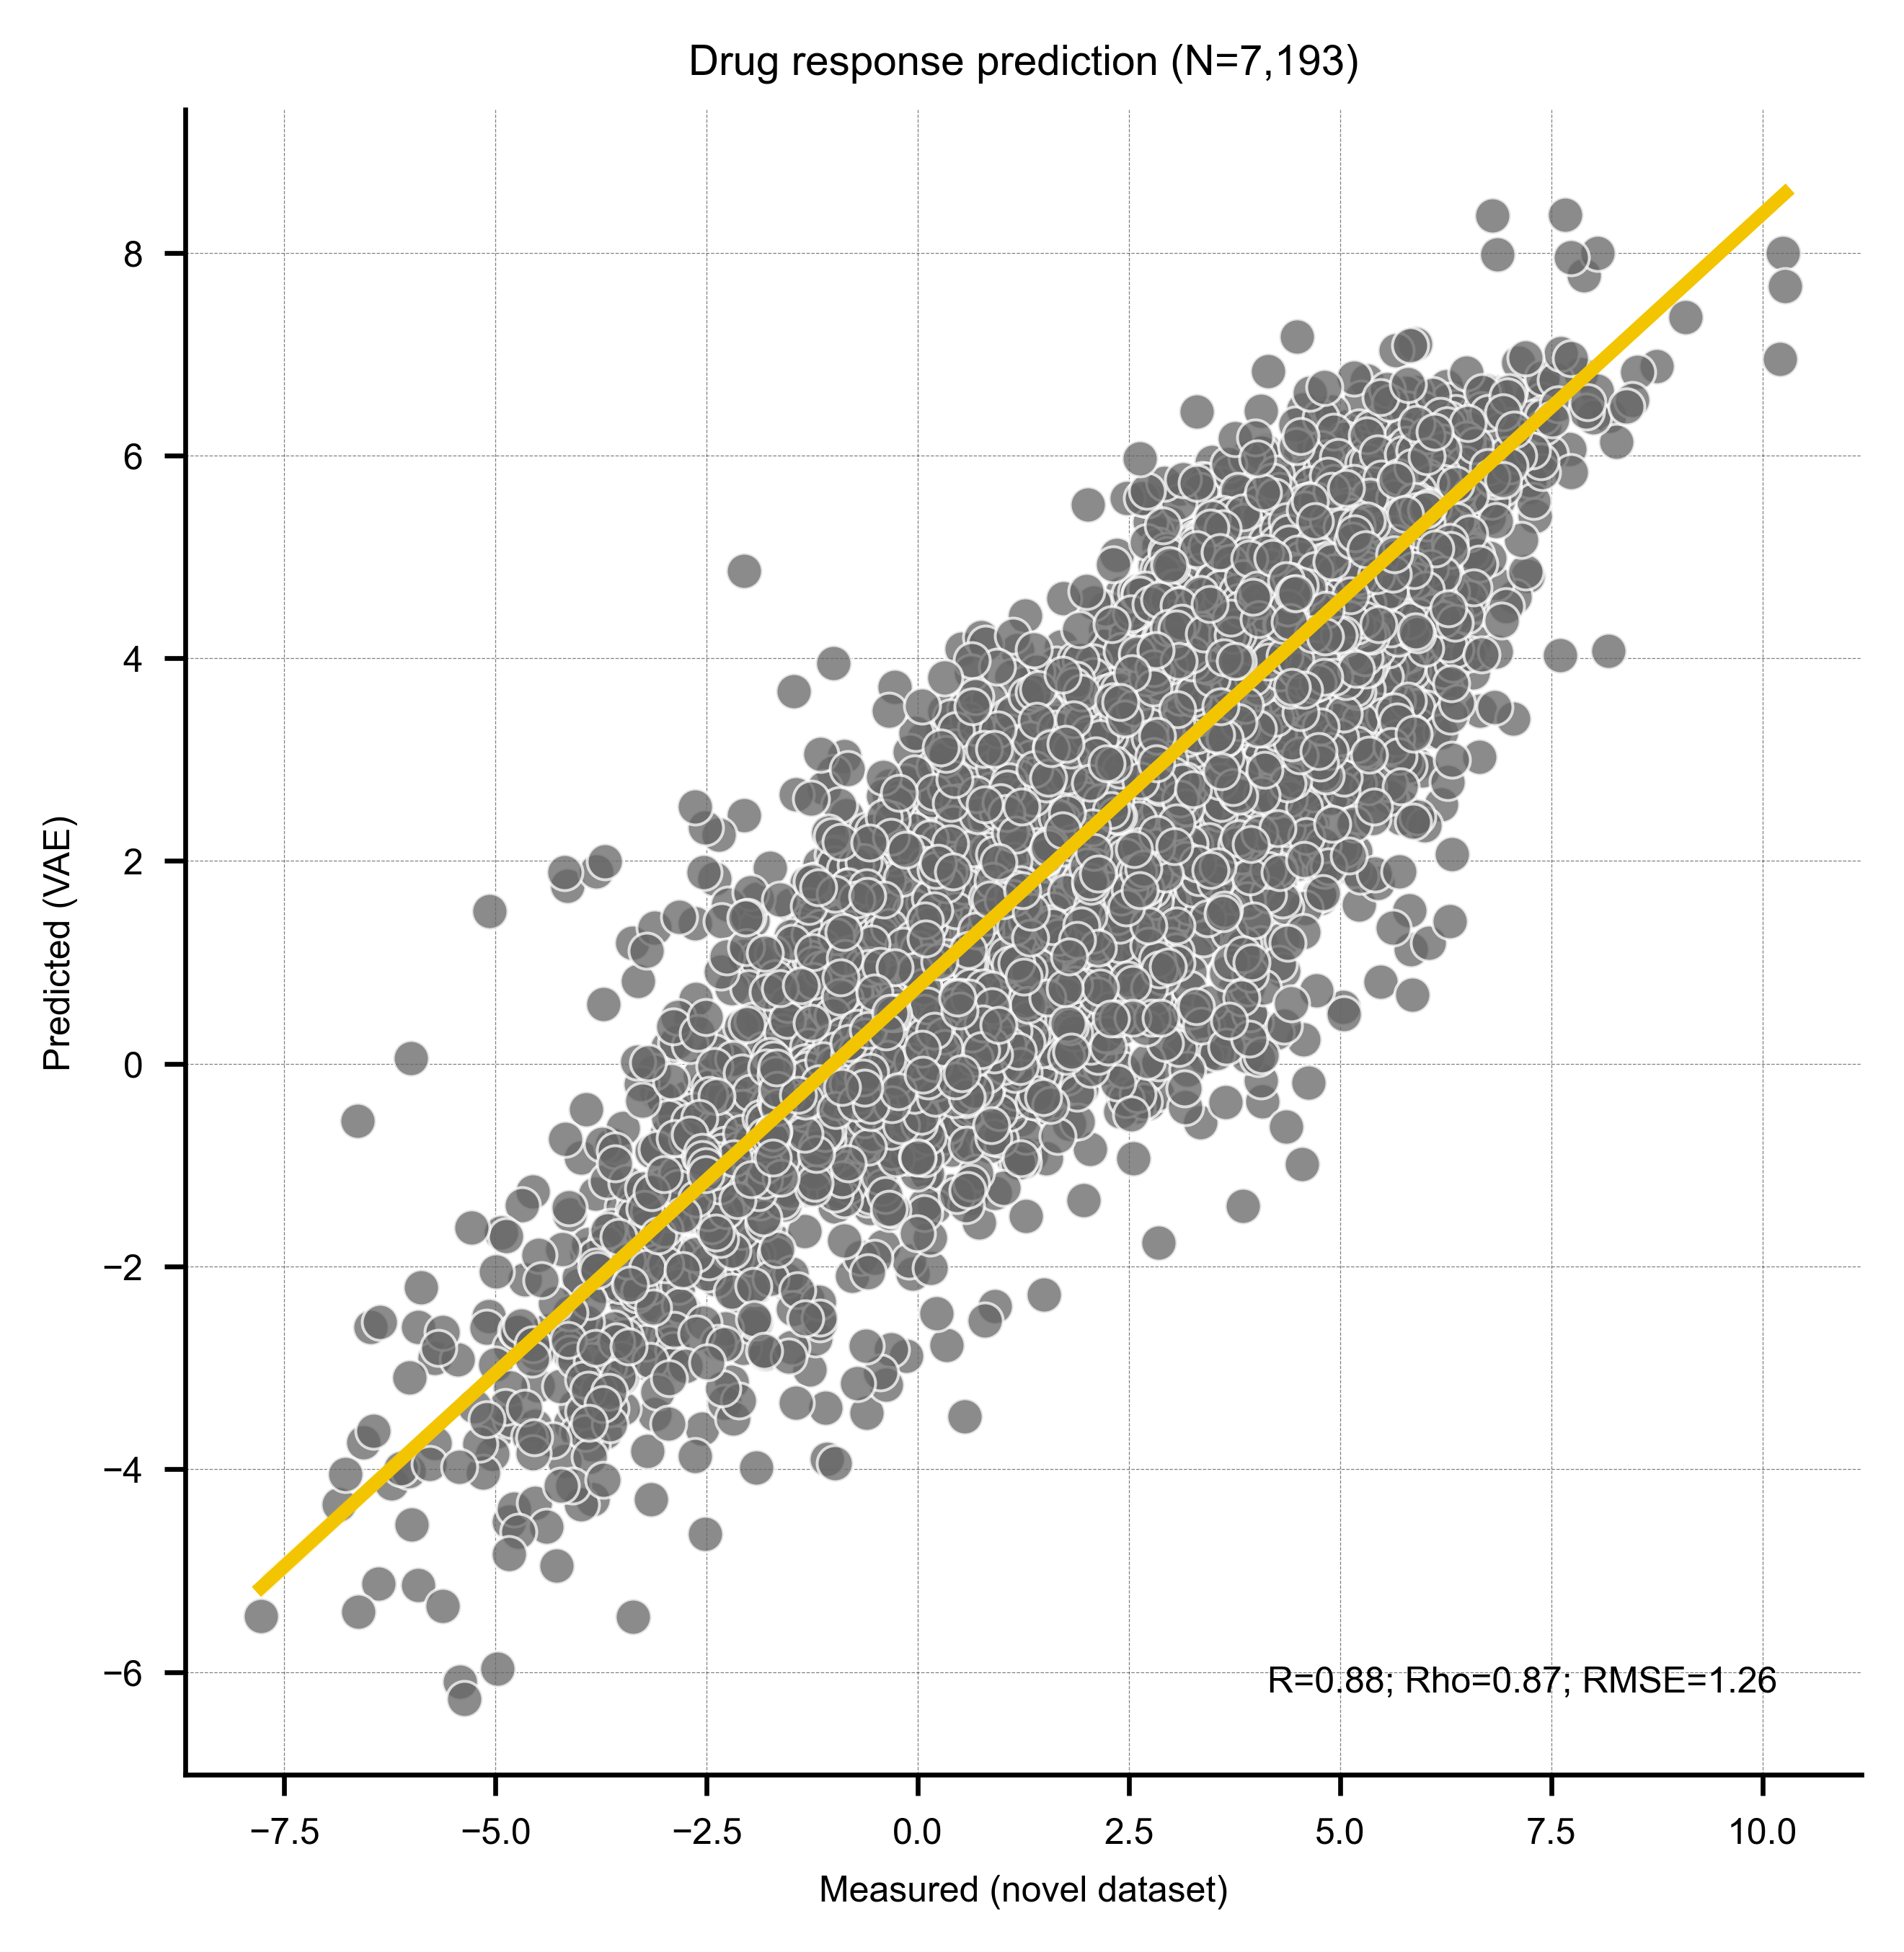 Drug response prediction (N=7,193)
Predicted (VAE)
8
6
4
2
0
−2
−4
−6
R=0.88; Rho=0.87; RMSE=1.26
−7.5 −5.0 −2.5 0.0 2.5 5.0 7.5 10.0
Measured (novel dataset)